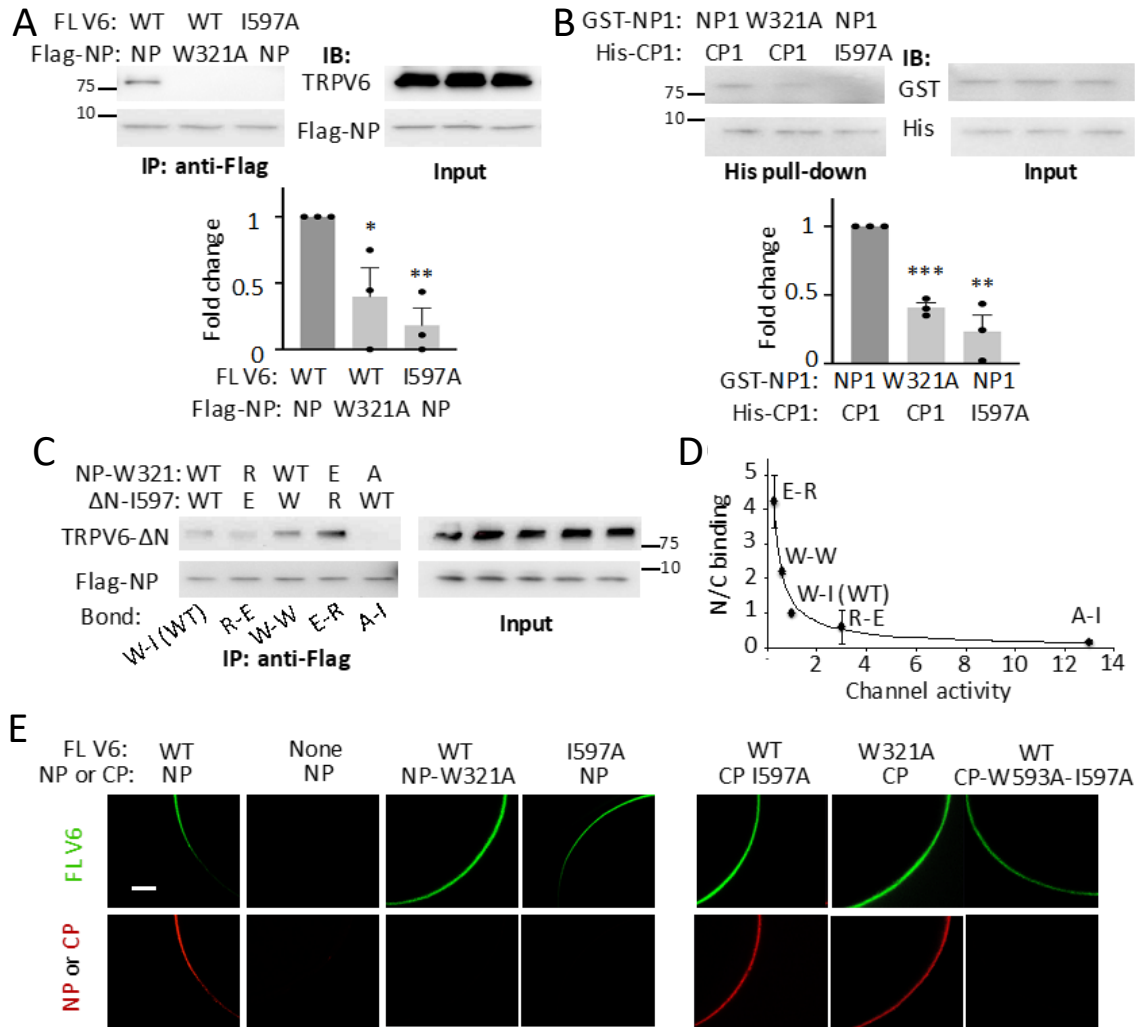 A
FL V6: WT WT I597A
Flag-NP: NP W321A NP
IB:
75
TRPV6
10
Flag-NP
IP: anti-Flag
Input
Fold change
1
0.5
0
*
**
FL V6: WT WT I597A
Flag-NP: NP W321A NP
B
GST-NP1: NP1 W321A NP1
His-CP1: CP1 CP1 I597A
IB:
75
GST
10
His
His pull-down
Input
Fold change
1
0.5
0
***
**
GST-NP1: NP1 W321A NP1
His-CP1: CP1 CP1 I597A
C
NP-W321: WT R WT E A
ΔN-I597: WT E W R WT
TRPV6-ΔN
75
10
Flag-NP
Bond:
W-I (WT) R-E W-W E-R A-I
IP: anti-Flag
Input
D
N/C binding
5
4
3
2
1
0
E-R
W-W
W-I (WT)
R-E
A-I
2 4 6 8 10 12 14
Channel activity
E
FL V6: WT None WT I597A WT W321A WT
NP or CP: NP NP NP-W321A NP CP I597A CP CP-W593A-I597A
FL V6
NP or CP